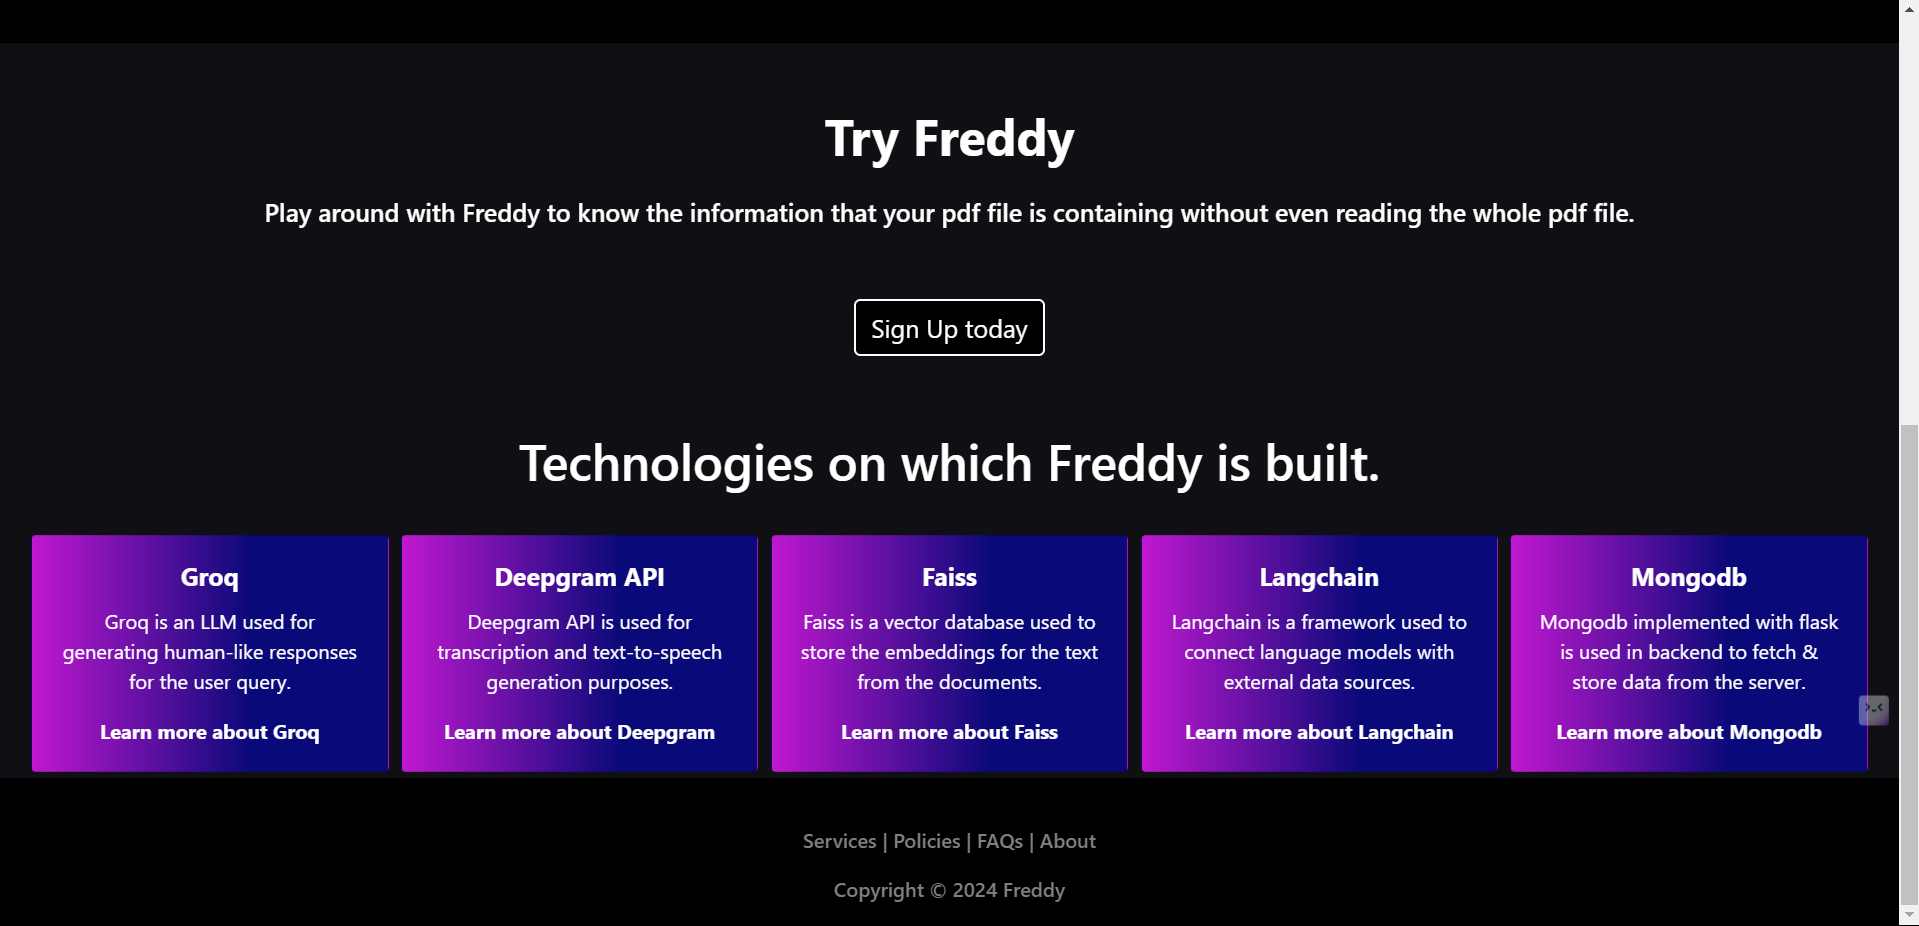 Try Freddy
Play around with Freddy to know the information that your pdf file is containing without even reading the whole pdf file.
Sign Up today
Technologies on which Freddy is built.
Groq
Groq is an LLM used for
generating human-like responses
for the user query.
Learn more about Groq
Deepgram API
Deepgram API is used for
transcription and text-to-speech
generation purposes.
Learn more about Deepgram
Faiss
Faiss is a vector database used to
store the embeddings for the text
from the documents.
Learn more about Faiss
Langchain
Langchain is a framework used to
connect language models with
external data sources.
Learn more about Langchain
Mongodb
Mongodb implemented with flask
is used in backend to fetch &
store data from the server.
Learn more about Mongodb
Services | Policies | FAQs | About
Copyright © 2024 Freddy